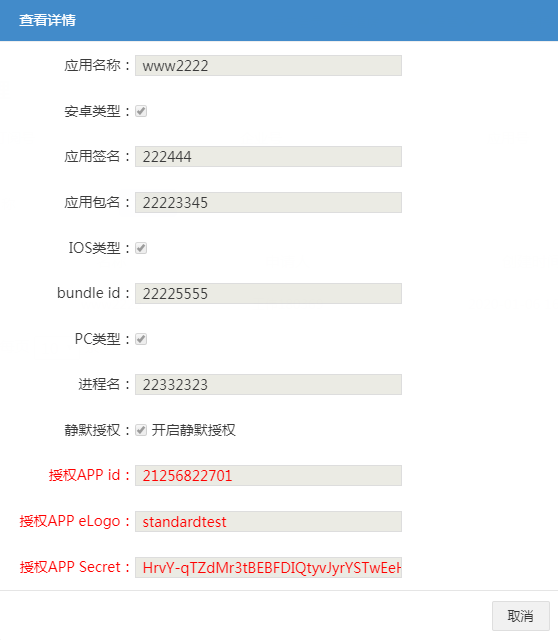 查看详情
应用名称： www2222
安卓类型：
应用签名： 222444
应用包名： 22223345
IOS类型：
bundle id： 22225555
PC类型：
进程名： 22332323
静默授权： 开启静默授权
授权APP id： 21256822701
授权APP eLogo： standardtest
授权APP Secret： HrvY-qTZdMr3tBEBFDIQtyvJyrYSTwEeH
取消